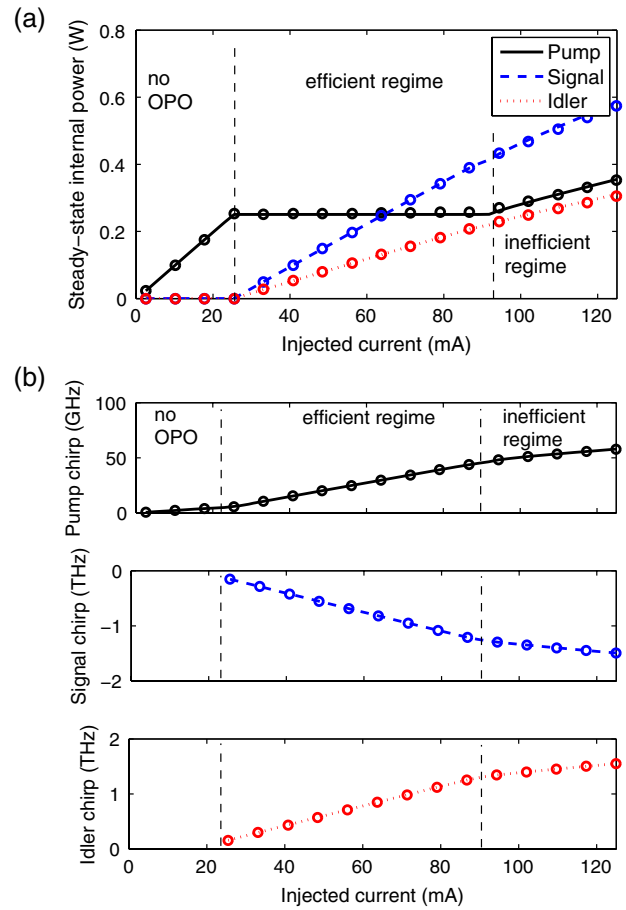 (a)
Steady-state internal power (W)
0.8
0.6
0.4
0.2
0
no
OPO
efficient regime
Pump
Signal
Idler
inefficient
regime
0 20 40 60 80 100 120
Injected current (mA)
(b)
Pump chirp (GHz)
100
50
0
no
OPO
efficient regime
inefficient
regime
Signal chirp (THz)
0
−1
−2
Idler chirp (THz)
2
1
0
0 20 40 60 80 100 120
Injected current (mA)